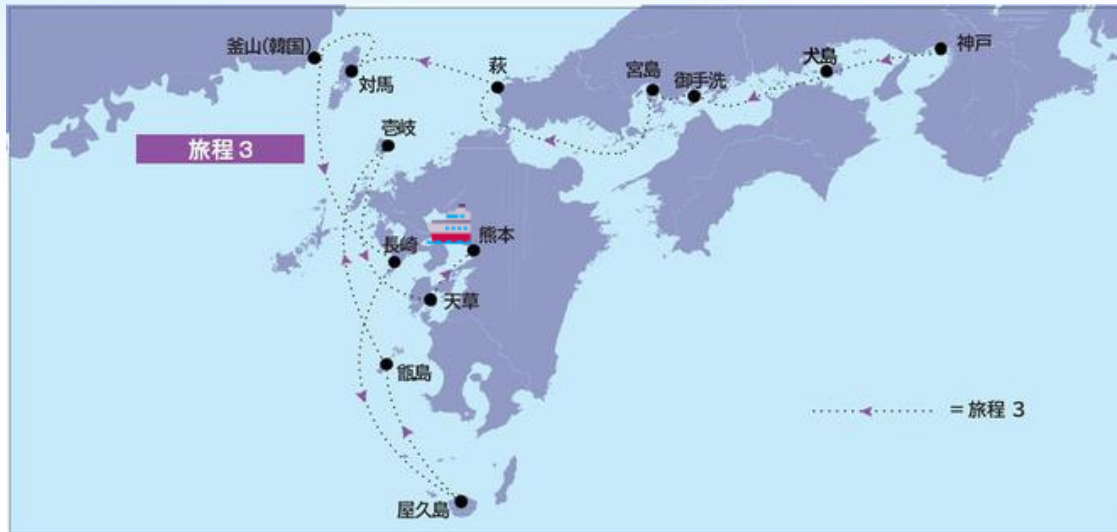 釜山(韓国)
対馬
萩
宮島
御手洗
犬島
神戸
壱岐
旅程3
長崎
熊本
天草
甑島
屋久島
=旅程 3